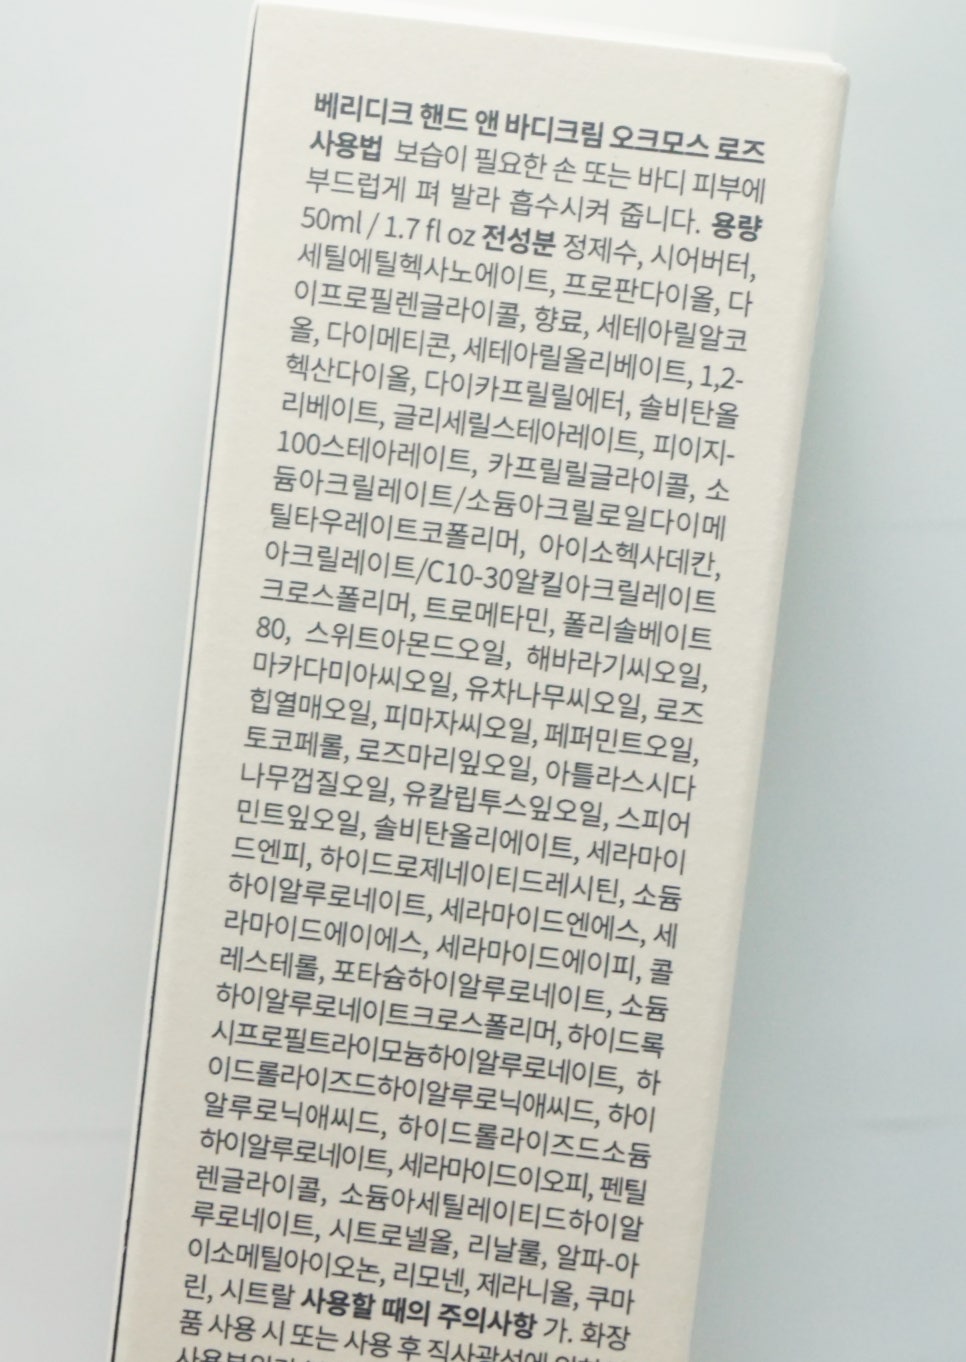 베리디크 핸드 앤 바디크림 오크모스 로즈
사용법 보습이 필요한 손 또는 바디 피부에
부드럽게 펴 발라 흡수시켜 줍니다. 용량
50ml / 1.7 fl oz 전성분 정제수, 시어버터,
세틸에틸헥사노에이트, 프로판다이올, 다
이프로필렌글라이콜, 향료, 세테아릴알코
올, 다이메티콘, 세테아릴올리베이트, 1,2-
헥산다이올, 다이카프릴릴에터, 솔비탄올
리베이트, 글리세릴스테아레이트, 피이지-
100스테아레이트, 카프릴릴글라이콜, 소
듐아크릴레이트/소듐아크릴로일다이메
틸타우레이트코폴리머, 아이소헥사데칸,
아크릴레이트/C10-30알킬아크릴레이트
크로스폴리머, 트로메타민, 폴리솔베이트
80, 스위트아몬드오일, 해바라기씨오일,
마카다미아씨오일, 유차나무씨오일, 로즈
힙열매오일, 피마자씨오일, 페퍼민트오일,
토코페롤, 로즈마리잎오일, 아틀라스시다
나무껍질오일, 유칼립투스잎오일, 스피어
민트잎오일, 솔비탄올리에이트, 세라마이
드엔피, 하이드로제네이티드레시틴, 소듐
하이알루로네이트, 세라마이드엔에스, 세
라마이드에이에스, 세라마이드에이피, 콜
레스테롤, 포타슘하이알루로네이트, 소듐
하이알루로네이트크로스폴리머, 하이드록
시프로필트라이모늄하이알루로네이트, 하
이드롤라이즈드하이알루로닉애씨드, 하이
알루로닉애씨드, 하이드롤라이즈드소듐
하이알루로네이트, 세라마이드이오피, 펜틸
렌글라이콜, 소듐아세틸레이티드하이알
루로네이트, 시트로넬올, 리날룰, 알파-아
이소메틸아이오논, 리모넨, 제라니올, 쿠마
린, 시트랄 사용할 때의 주의사항 가. 화장
품 사용 시 또는 사용 후 직사광선에